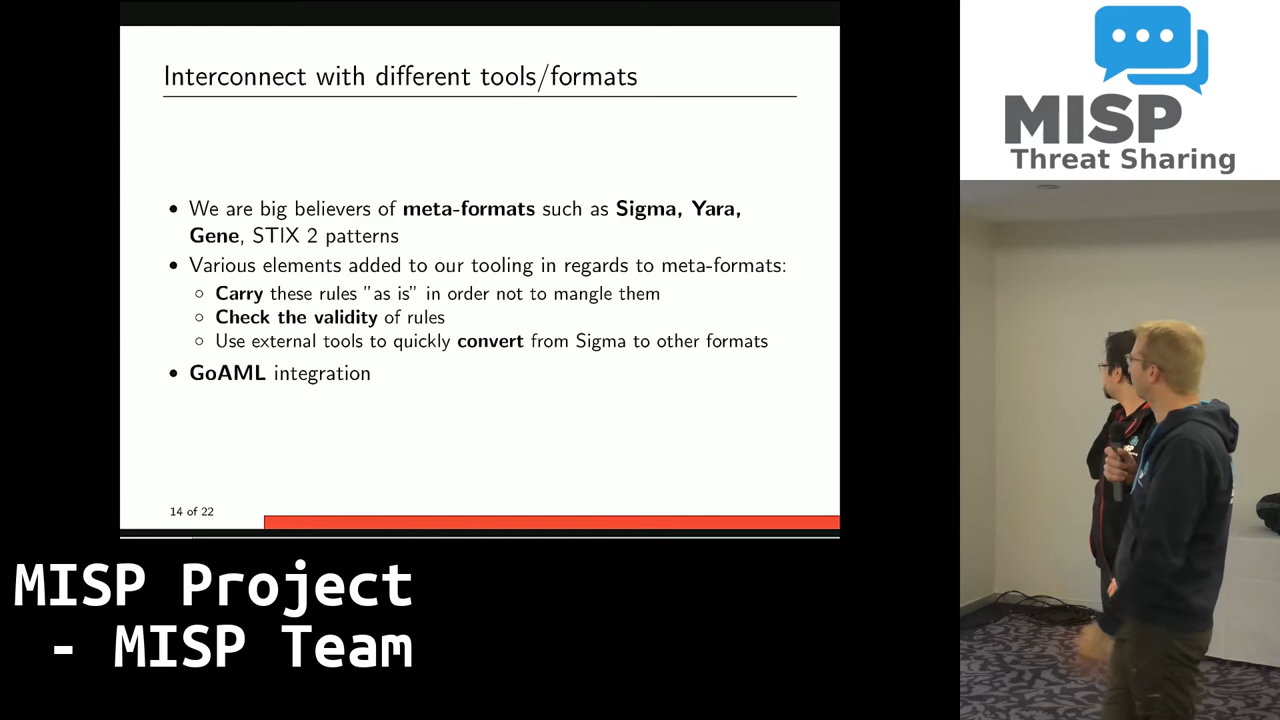 Interconnect with different tools/formats
• We are big believers of meta-formats such as Sigma, Yara,
Gene, STIX 2 patterns
• Various elements added to our tooling in regards to meta-formats:
○ Carry these rules "as is" in order not to mangle them
○ Check the validity of rules
○ Use external tools to quickly convert from Sigma to other formats
• GoAML integration
14 of 22
MISP
Threat Sharing
MISP Project
- MISP Team